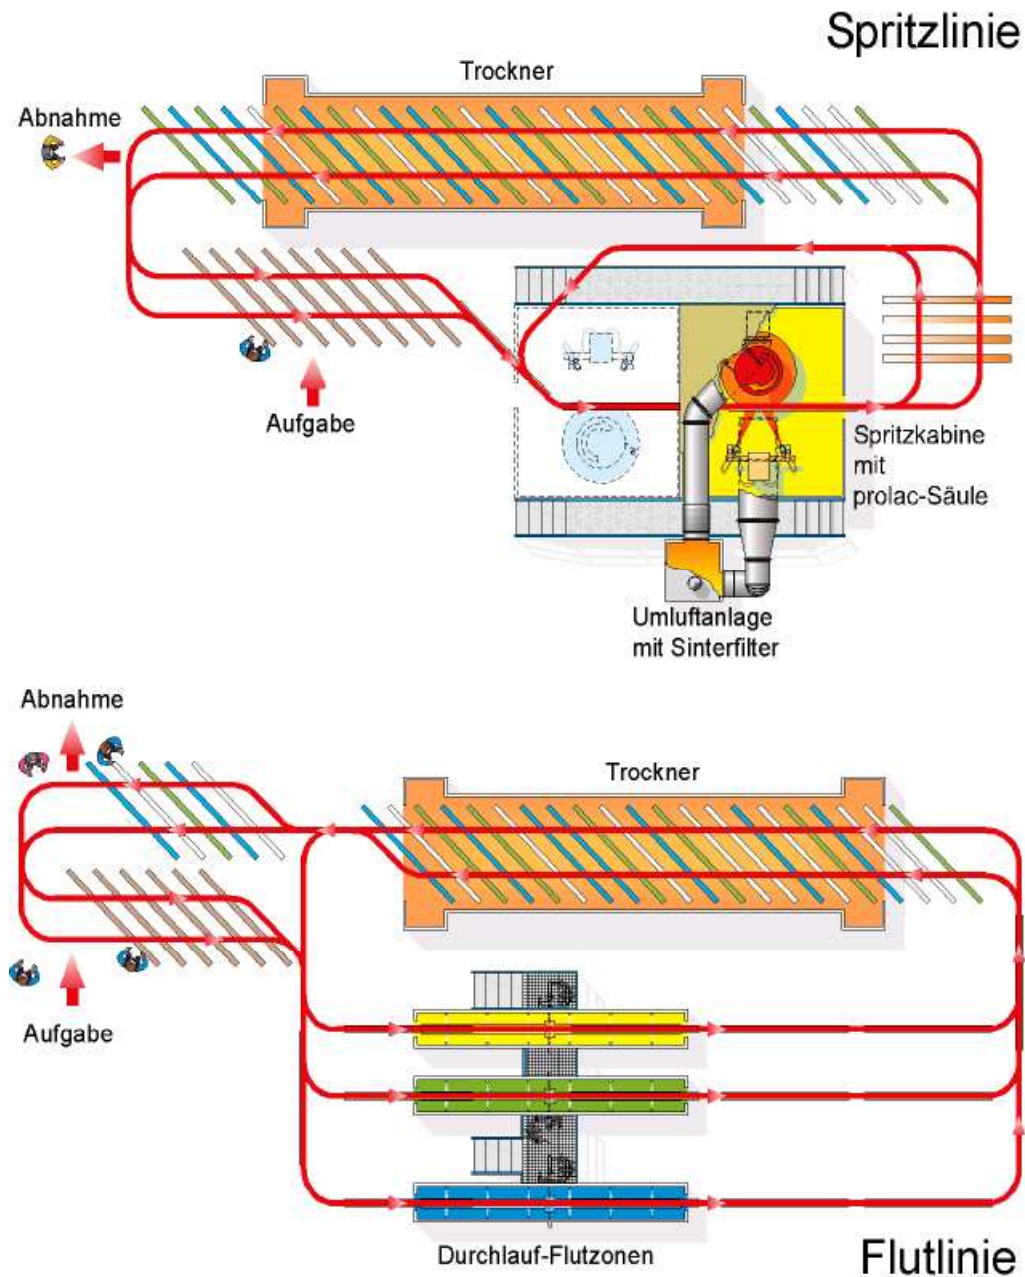 Spritzlinie
Trockner
Abnahme
Aufgabe
Spritzkabine
mit
prolac-Säule
Umluftanlage
mit Sinterfilter
Abnahme
Trockner
Aufgabe
Durchlauf-Flutzonen
Flutlinie